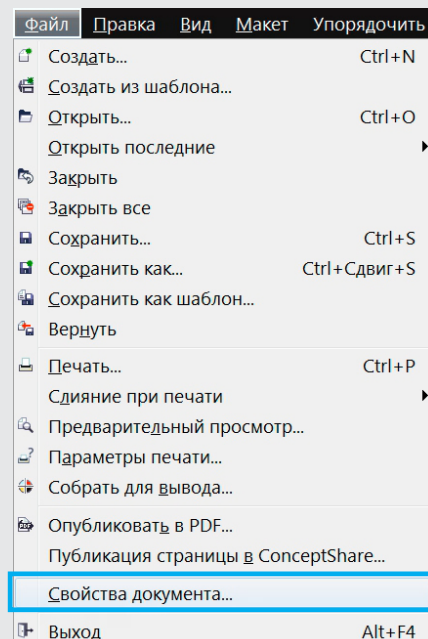 Файл Правка Вид Макет Упорядочить
Создать... Ctrl+N
Создать из шаблона...
Открыть... Ctrl+O
Открыть последние
Закрыть
Закрыть все
Сохранить... Ctrl+S
Сохранить как... Ctrl+Сдвиг+S
Сохранить как шаблон...
Вернуть
Печать... Ctrl+P
Слияние при печати
Предварительный просмотр...
Параметры печати...
Собрать для вывода...
Опубликовать в PDF...
Публикация страницы в ConceptShare...
Свойства документа...
Выход Alt+F4